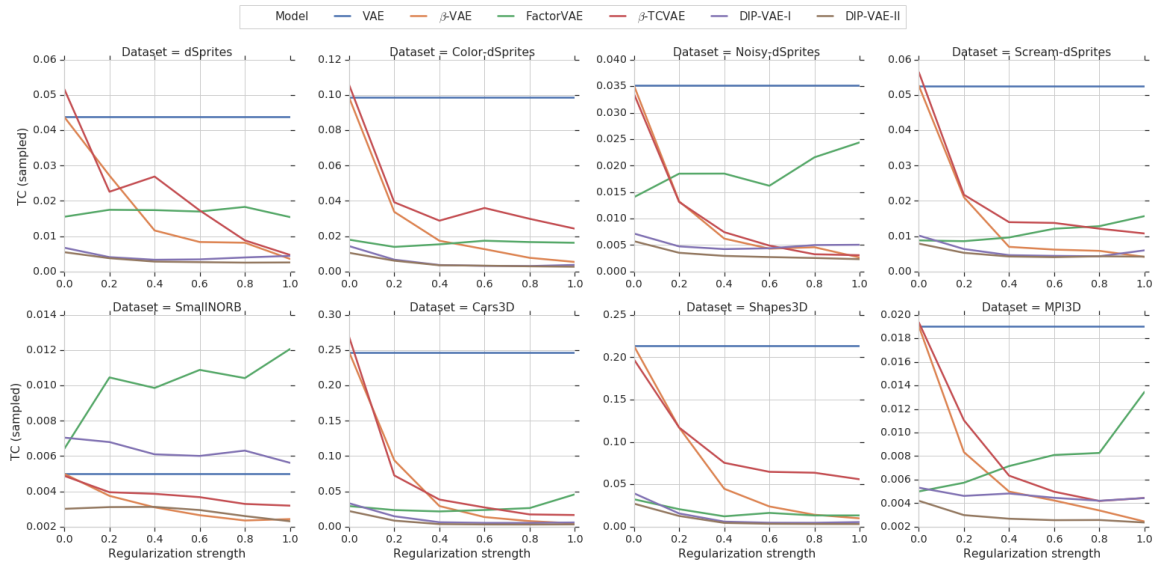 Model VAE β-VAE FactorVAE β-TCVAE DIP-VAE-I DIP-VAE-II
Dataset = dSprites Dataset = Color-dSprites Dataset = Noisy-dSprites Dataset = Scream-dSprites
TC (sampled)
0.06 0.05 0.04 0.03 0.02 0.01 0.00
0.0 0.2 0.4 0.6 0.8 1.0
0.12 0.10 0.08 0.06 0.04 0.02 0.00
0.0 0.2 0.4 0.6 0.8 1.0
0.040 0.035 0.030 0.025 0.020 0.015 0.010 0.005 0.000
0.0 0.2 0.4 0.6 0.8 1.0
0.06 0.05 0.04 0.03 0.02 0.01 0.00
0.0 0.2 0.4 0.6 0.8 1.0
Dataset = SmallNORB Dataset = Cars3D Dataset = Shapes3D Dataset = MPI3D
TC (sampled)
0.014 0.012 0.010 0.008 0.006 0.004 0.002
0.0 0.2 0.4 0.6 0.8 1.0
Regularization strength
0.30 0.25 0.20 0.15 0.10 0.05 0.00
0.0 0.2 0.4 0.6 0.8 1.0
Regularization strength
0.25 0.20 0.15 0.10 0.05 0.00
0.0 0.2 0.4 0.6 0.8 1.0
Regularization strength
0.020 0.018 0.016 0.014 0.012 0.010 0.008 0.006 0.004 0.002
0.0 0.2 0.4 0.6 0.8 1.0
Regularization strength